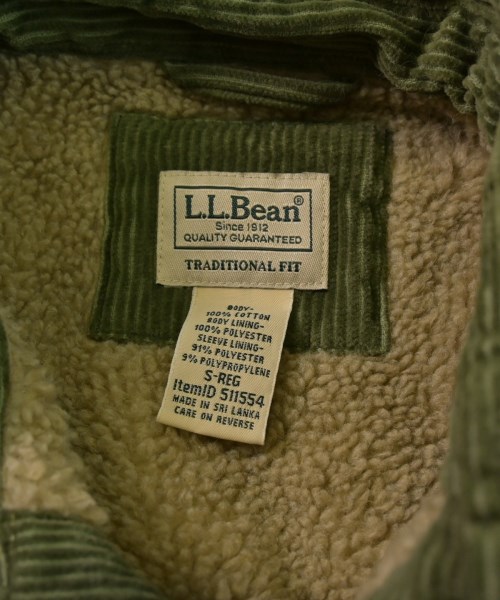 L.L.Bean®
Since 1912
QUALITY GUARANTEED
TRADITIONAL FIT
BODY-
100% COTTON
BODY LINING-
100% POLYESTER
SLEEVE LINING-
91% POLYESTER
9% POLYPROPYLENE
S-REG
ItemID 511554
MADE IN SRI LANKA
CARE ON REVERSE